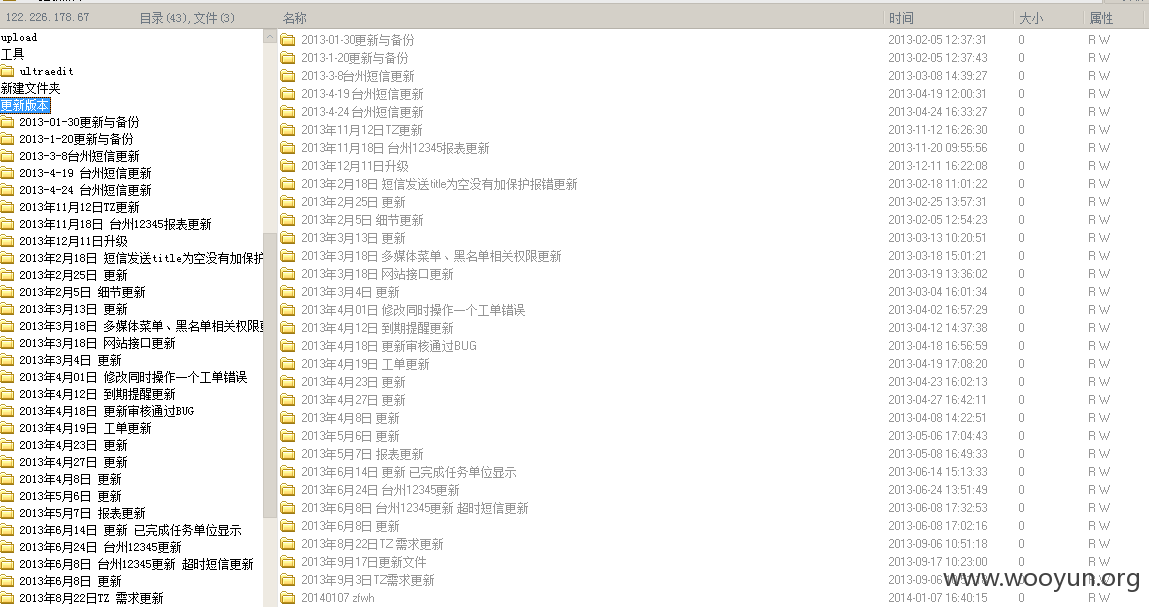 122.226.178.67 目录(43),文件(3) 名称 时间 大小 属性
upload
工具
ultraedit
新建文件夹
更新版本
2013-01-30更新与备份
2013-1-20更新与备份
2013-3-8台州短信更新
2013-4-19 台州短信更新
2013-4-24 台州短信更新
2013年11月12日TZ更新
2013年11月18日 台州12345报表更新
2013年12月11日升级
2013年2月18日 短信发送title为空没有加保护
2013年2月25日 更新
2013年2月5日 细节更新
2013年3月13日 更新
2013年3月18日 多媒体菜单、黑名单相关权限更
2013年3月18日 网站接口更新
2013年3月4日 更新
2013年4月01日 修改同时操作一个工单错误
2013年4月12日 到期提醒更新
2013年4月18日 更新审核通过BUG
2013年4月19日 工单更新
2013年4月23日 更新
2013年4月27日 更新
2013年4月8日 更新
2013年5月6日 更新
2013年5月7日 报表更新
2013年6月14日 更新 已完成任务单位显示
2013年6月24日 台州12345更新
2013年6月8日 台州12345更新 超时短信更新
2013年6月8日 更新
2013年8月22日TZ 需求更新
2013-01-30更新与备份 2013-02-05 12:37:31 0 R W
2013-1-20更新与备份 2013-02-05 12:37:43 0 R W
2013-3-8台州短信更新 2013-03-08 14:39:27 0 R W
2013-4-19 台州短信更新 2013-04-19 12:00:31 0 R W
2013-4-24 台州短信更新 2013-04-24 16:33:27 0 R W
2013年11月12日TZ更新 2013-11-12 16:26:30 0 R W
2013年11月18日 台州12345报表更新 2013-11-20 09:55:56 0 R W
2013年12月11日升级 2013-12-11 16:22:08 0 R W
2013年2月18日 短信发送title为空没有加保护报错更新 2013-02-18 11:01:22 0 R W
2013年2月25日 更新 2013-02-25 13:57:31 0 R W
2013年2月5日 细节更新 2013-02-05 12:54:23 0 R W
2013年3月13日 更新 2013-03-13 10:20:51 0 R W
2013年3月18日 多媒体菜单、黑名单相关权限更新 2013-03-18 15:01:21 0 R W
2013年3月18日 网站接口更新 2013-03-19 13:36:02 0 R W
2013年3月4日 更新 2013-03-04 16:01:34 0 R W
2013年4月01日 修改同时操作一个工单错误 2013-04-02 16:57:29 0 R W
2013年4月12日 到期提醒更新 2013-04-12 14:37:38 0 R W
2013年4月18日 更新审核通过BUG 2013-04-18 16:56:59 0 R W
2013年4月19日 工单更新 2013-04-19 17:08:20 0 R W
2013年4月23日 更新 2013-04-23 16:02:13 0 R W
2013年4月27日 更新 2013-04-27 16:42:11 0 R W
2013年4月8日 更新 2013-04-08 14:22:51 0 R W
2013年5月6日 更新 2013-05-06 17:04:43 0 R W
2013年5月7日 报表更新 2013-05-08 16:49:33 0 R W
2013年6月14日 更新 已完成任务单位显示 2013-06-14 15:13:33 0 R W
2013年6月24日 台州12345更新 2013-06-24 13:51:49 0 R W
2013年6月8日 台州12345更新 超时短信更新 2013-06-08 17:32:53 0 R W
2013年6月8日 更新 2013-06-08 17:02:16 0 R W
2013年8月22日TZ 需求更新 2013-09-06 10:51:18 0 R W
2013年9月17日更新文件 2013-09-17 10:23:00 0 R W
2013年9月3日TZ需求更新 2013-09-06
www.wooyun.org
20140107 zfwh 2014-01-07 16:40:15 0 R W